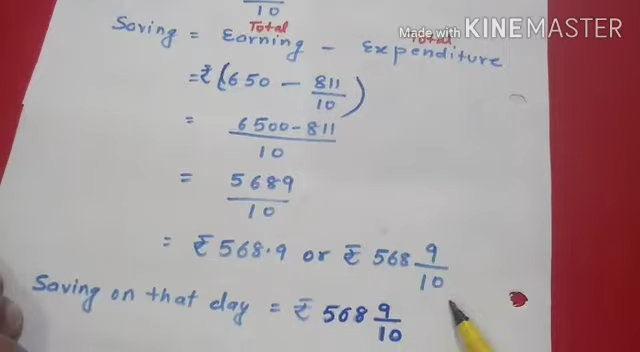 10
Made with KINEMASTER
Total Total
Saving = Earning - Expenditure
= ₹ (650 - 811/10)
= 6500-811/10
= 5689/10
= ₹ 568.9 or ₹ 568 9/10
Saving on that day = ₹ 568 9/10